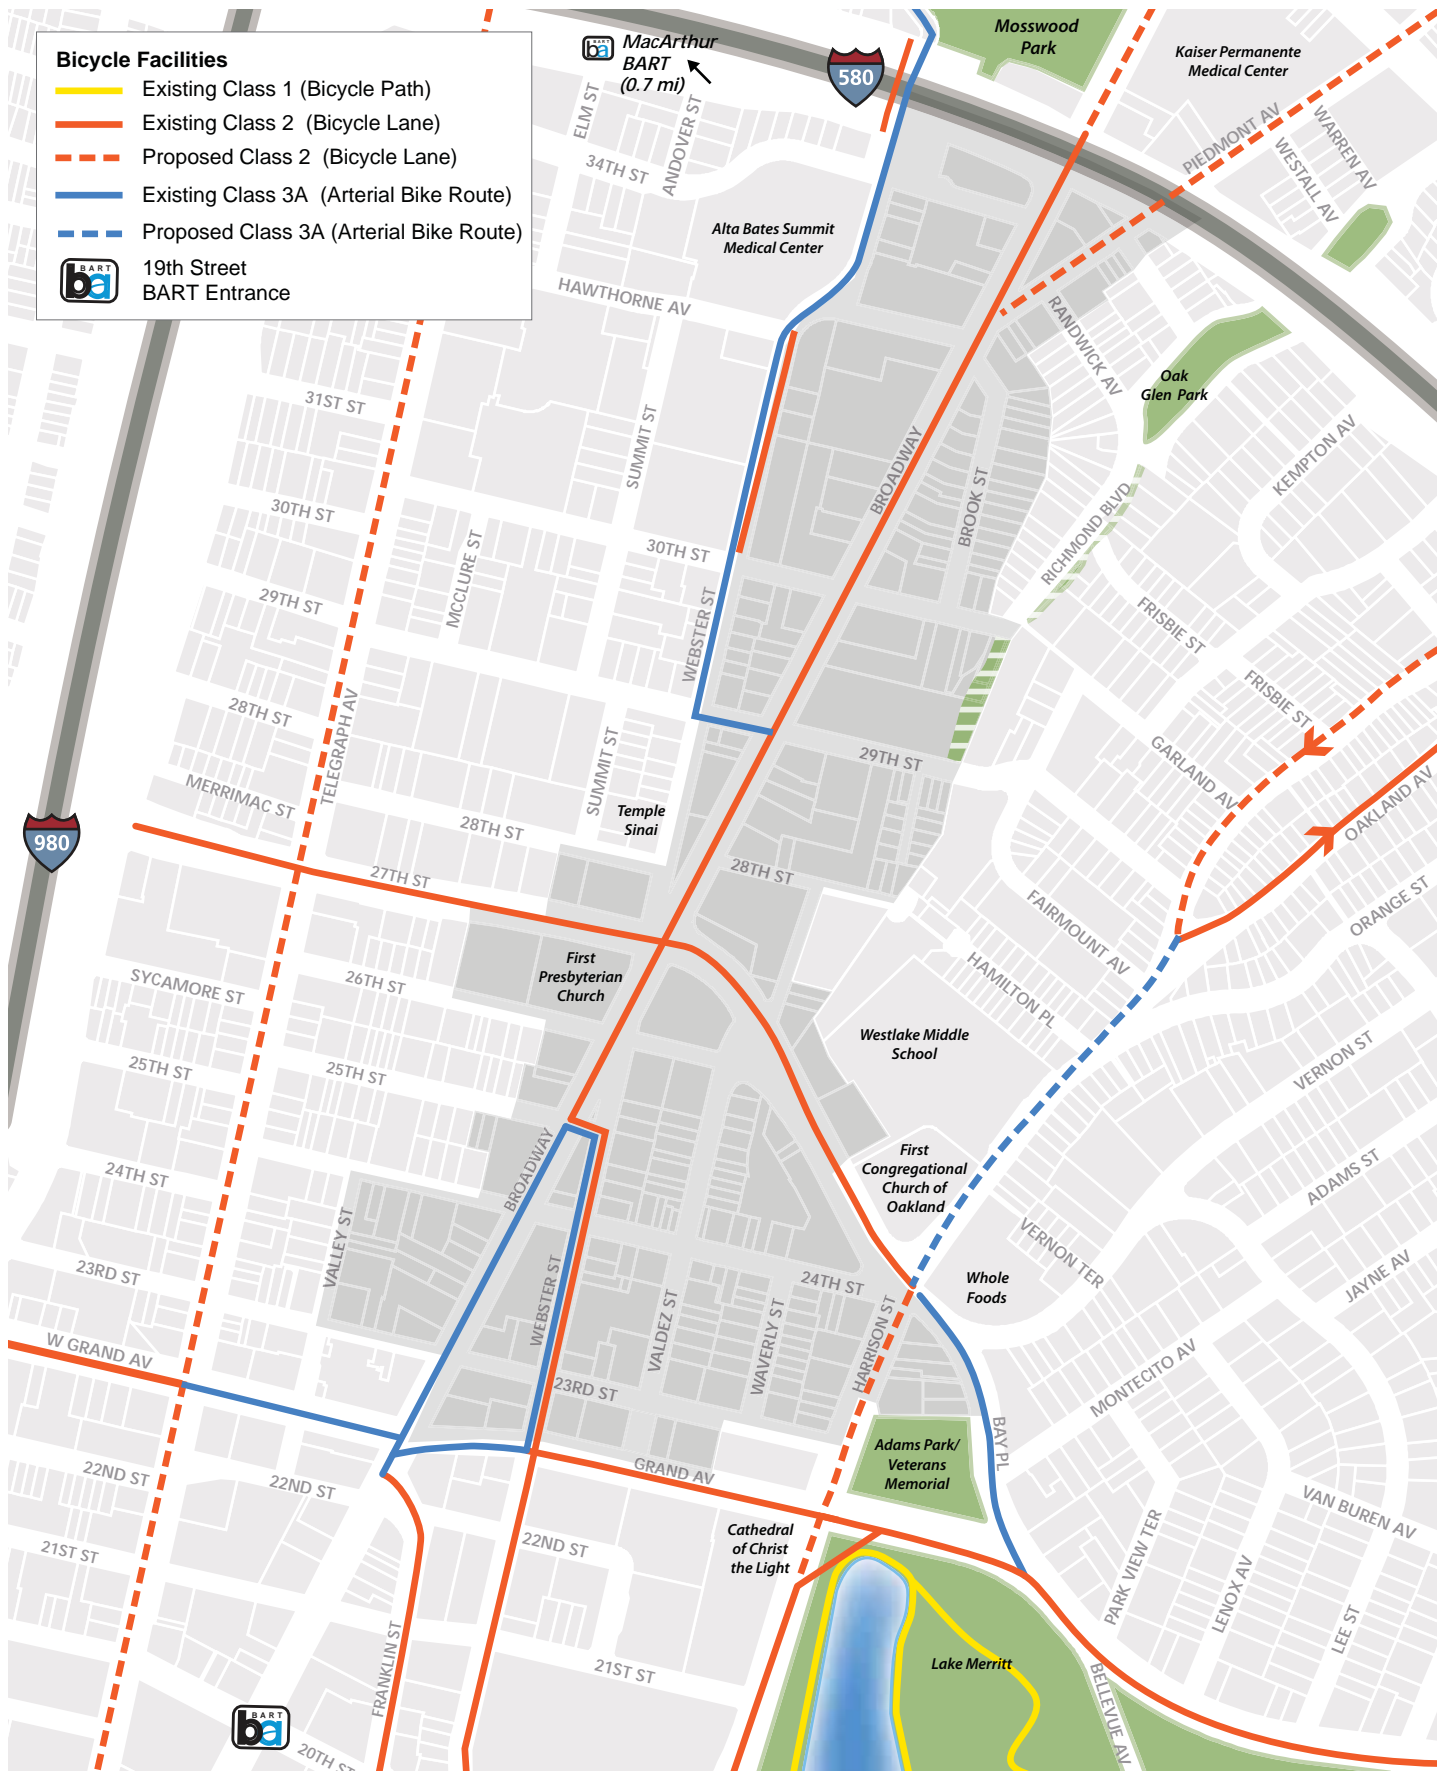 Bicycle Facilities
Existing Class 1 (Bicycle Path)
Existing Class 2 (Bicycle Lane)
Proposed Class 2 (Bicycle Lane)
Existing Class 3A (Arterial Bike Route)
Proposed Class 3A (Arterial Bike Route)
BART
ba
19th Street
BART Entrance
BART
ba
MacArthur
BART
(0.7 mi)
580
Mosswood
Park
Kaiser Permanente
Medical Center
ELM ST
ANDOVER ST
34TH ST
PIEDMONT AV
WARREN AV
WESTALL AV
Alta Bates Summit
Medical Center
HAWTHORNE AV
RANDWICK AV
Oak
Glen Park
31ST ST
SUMMIT ST
BROADWAY
BROOK ST
KEMPTON AV
30TH ST
30TH ST
RICHMOND BLVD
MCCLURE ST
29TH ST
WEBSTER ST
FRISBIE ST
FRISBIE ST
28TH ST
TELEGRAPH AV
SUMMIT ST
29TH ST
GARLAND AV
MERRIMAC ST
Temple
Sinai
28TH ST
OAKLAND AV
980
27TH ST
28TH ST
FAIRMOUNT AV
ORANGE ST
SYCAMORE ST
26TH ST
First
Presbyterian
Church
HAMILTON PL
Westlake Middle
School
25TH ST
25TH ST
VERNON ST
24TH ST
BROADWAY
First
Congregational
Church of
Oakland
ADAMS ST
VALLEY ST
VERNON TER
23RD ST
WEBSTER ST
24TH ST
Whole
Foods
JAYNE AV
W GRAND AV
VALDEZ ST
WAVERLY ST
HARRISON ST
MONTECITO AV
23RD ST
BAY PL
22ND ST
22ND ST
GRAND AV
Adams Park/
Veterans
Memorial
VAN BUREN AV
21ST ST
22ND ST
Cathedral
of Christ
the Light
PARK VIEW TER
LENOX AV
LEE ST
FRANKLIN ST
21ST ST
Lake Merritt
BELLEVUE AV
BART
ba
20TH ST